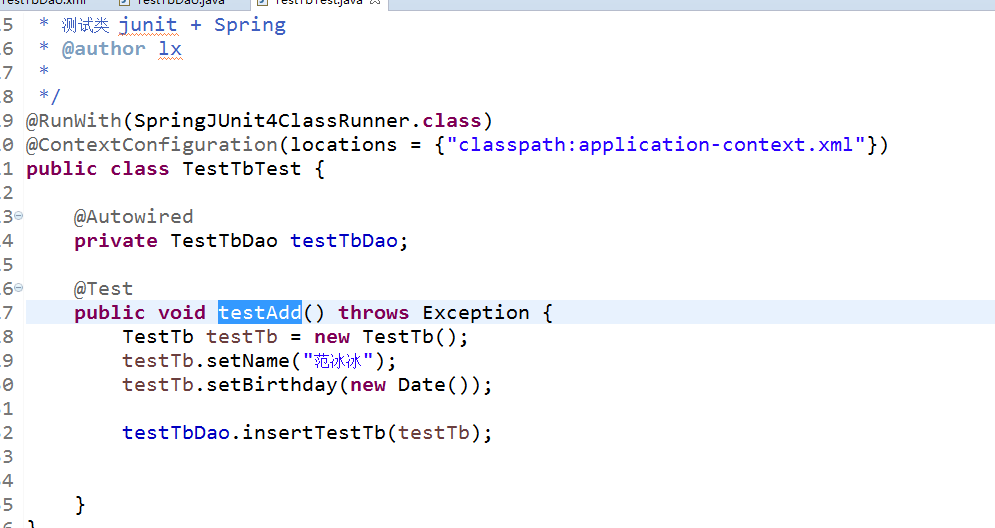 TestTbDao.xml TestTbDao.java TestTbTest.java
5 * 测试类 junit + Spring
6 * @author lx
7 *
8 */
9 @RunWith(SpringJUnit4ClassRunner.class)
0 @ContextConfiguration(locations = {"classpath:application-context.xml"})
1 public class TestTbTest {
2
3 @Autowired
4 private TestTbDao testTbDao;
5
6 @Test
7 public void testAdd() throws Exception {
8 TestTb testTb = new TestTb();
9 testTb.setName("范冰冰");
0 testTb.setBirthday(new Date());
1
2 testTbDao.insertTestTb(testTb);
3
4
5 }
6 }